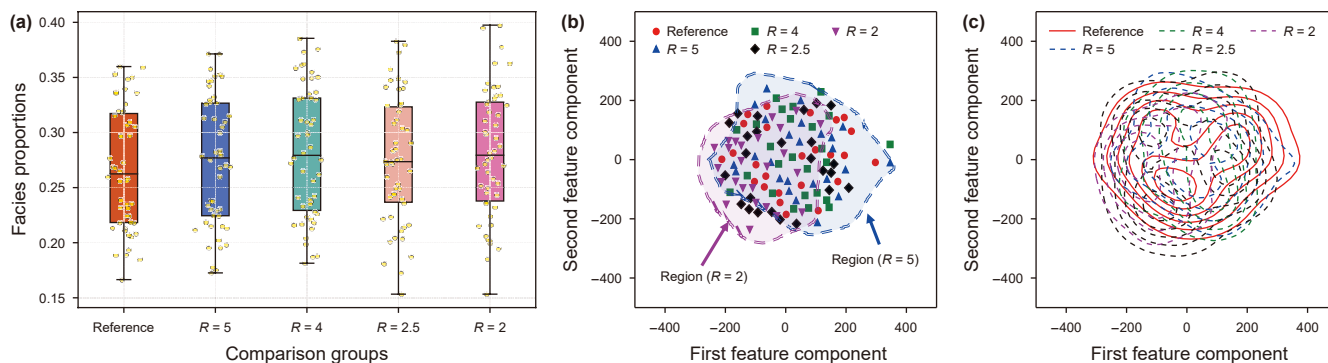 (a)
0.40
0.35
0.30
0.25
0.20
0.15
Facies proportions
Reference
R = 5
R = 4
R = 2.5
R = 2
Comparison groups
(b)
Reference
R = 4
R = 2
R = 5
R = 2.5
400
200
0
−200
−400
Second feature component
Region (R = 2)
Region (R = 5)
−400
−200
0
200
400
First feature component
(c)
Reference
R = 4
R = 2
R = 5
R = 2.5
400
200
0
−200
−400
Second feature component
−400
−200
0
200
400
First feature component